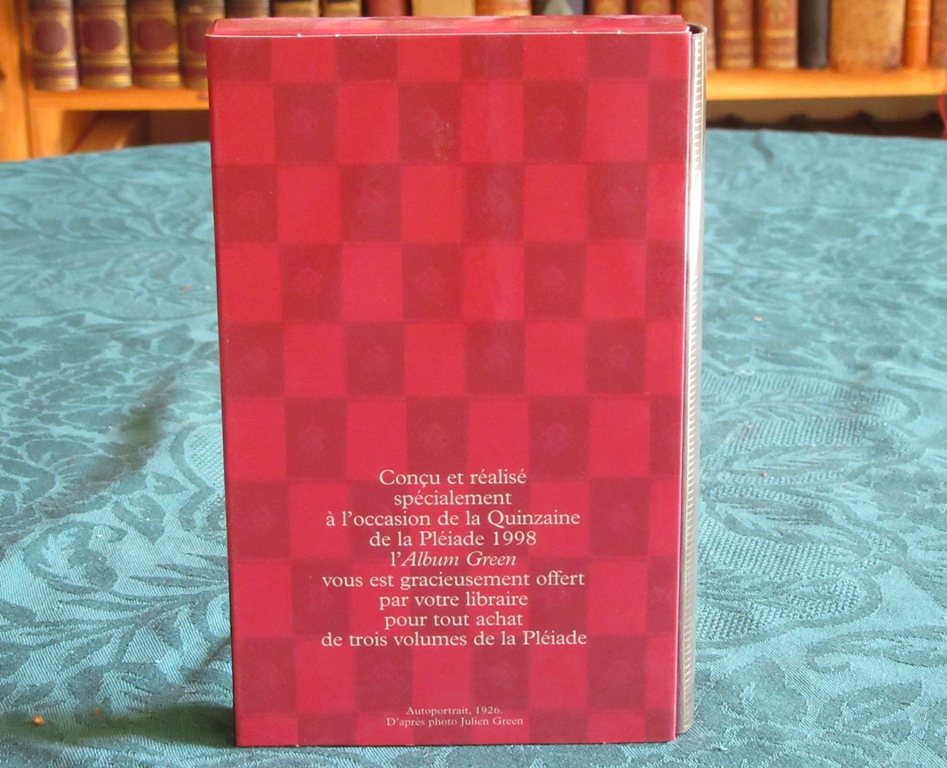 Conçu et réalisé
spécialement
à l'occasion de la Quinzaine
de la Pléiade 1998
l'Album Green
vous est gracieusement offert
par votre libraire
pour tout achat
de trois volumes de la Pléiade
Autoportrait, 1926.
D'après photo Julien Green